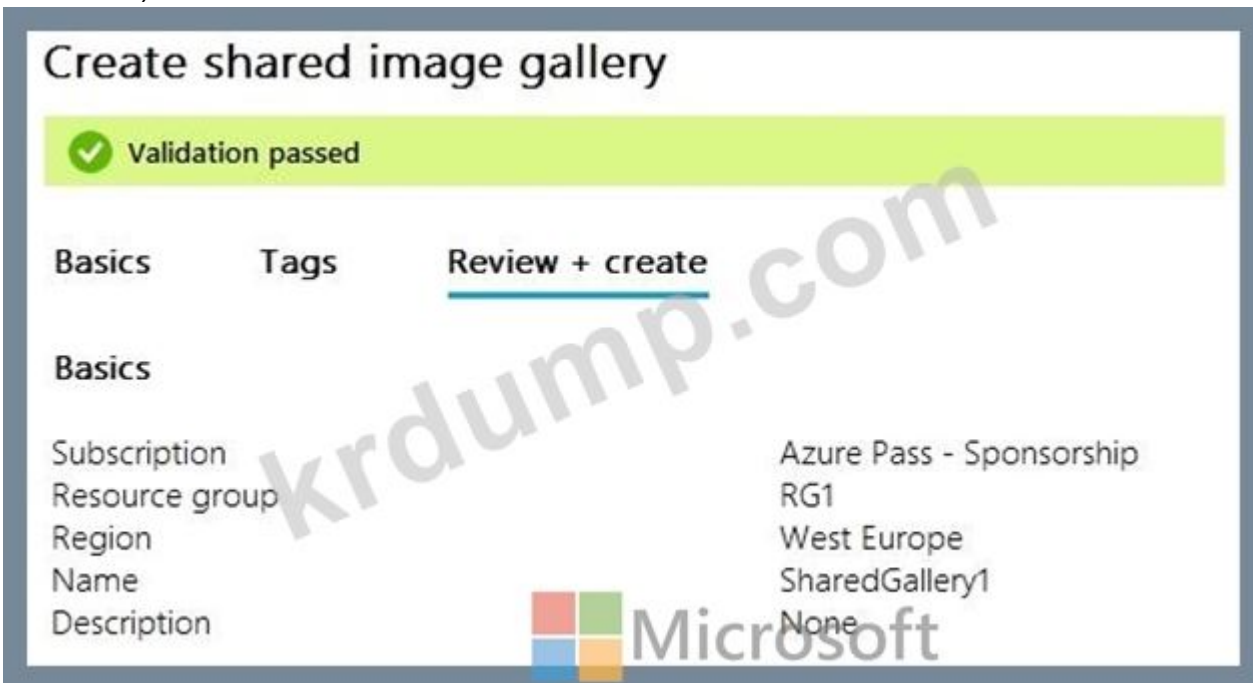 Create shared image gallery
Validation passed
Basics Tags Review + create
Basics
Subscription Azure Pass - Sponsorship
Resource group RG1
Region West Europe
Name SharedGallery1
Description None
krdump.com
Microsoft